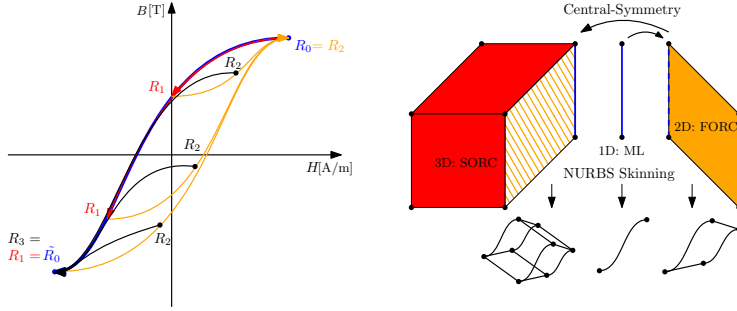 B[T]
R₀ = R₂
R₂
R₁
H[A/m]
R₂
R₁
R₂
R₃ =
R₁ = R̃₀
Central-Symmetry
2D: FORC
3D: SORC
1D: ML
NURBS Skinning